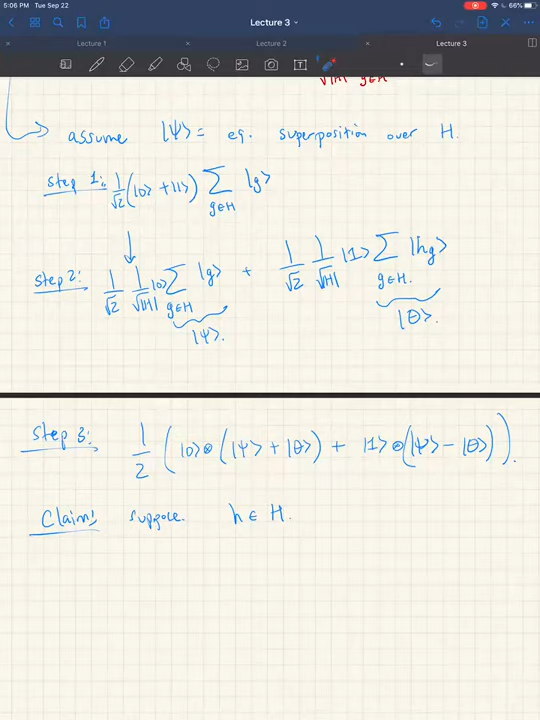 5:06 PM Tue Sep 22
66%
Lecture 3
Lecture 1
Lecture 2
Lecture 3
√|H| g∈H
assume |Ψ⟩ = eq. superposition over H.
Step 1: 1/√2 (|0⟩ + |1⟩) ∑_{g∈H} |g⟩
Step 2: 1/√2 1/√|H| |0⟩ ∑_{g∈H} |g⟩ + 1/√2 1/√|H| |1⟩ ∑_{g∈H.} |hg⟩
|Ψ⟩. |θ⟩.
Step 3: 1/2 ( |0⟩⊗(|Ψ⟩ + |θ⟩) + |1⟩⊗(|Ψ⟩ − |θ⟩) ).
Claim: suppose h ∈ H.